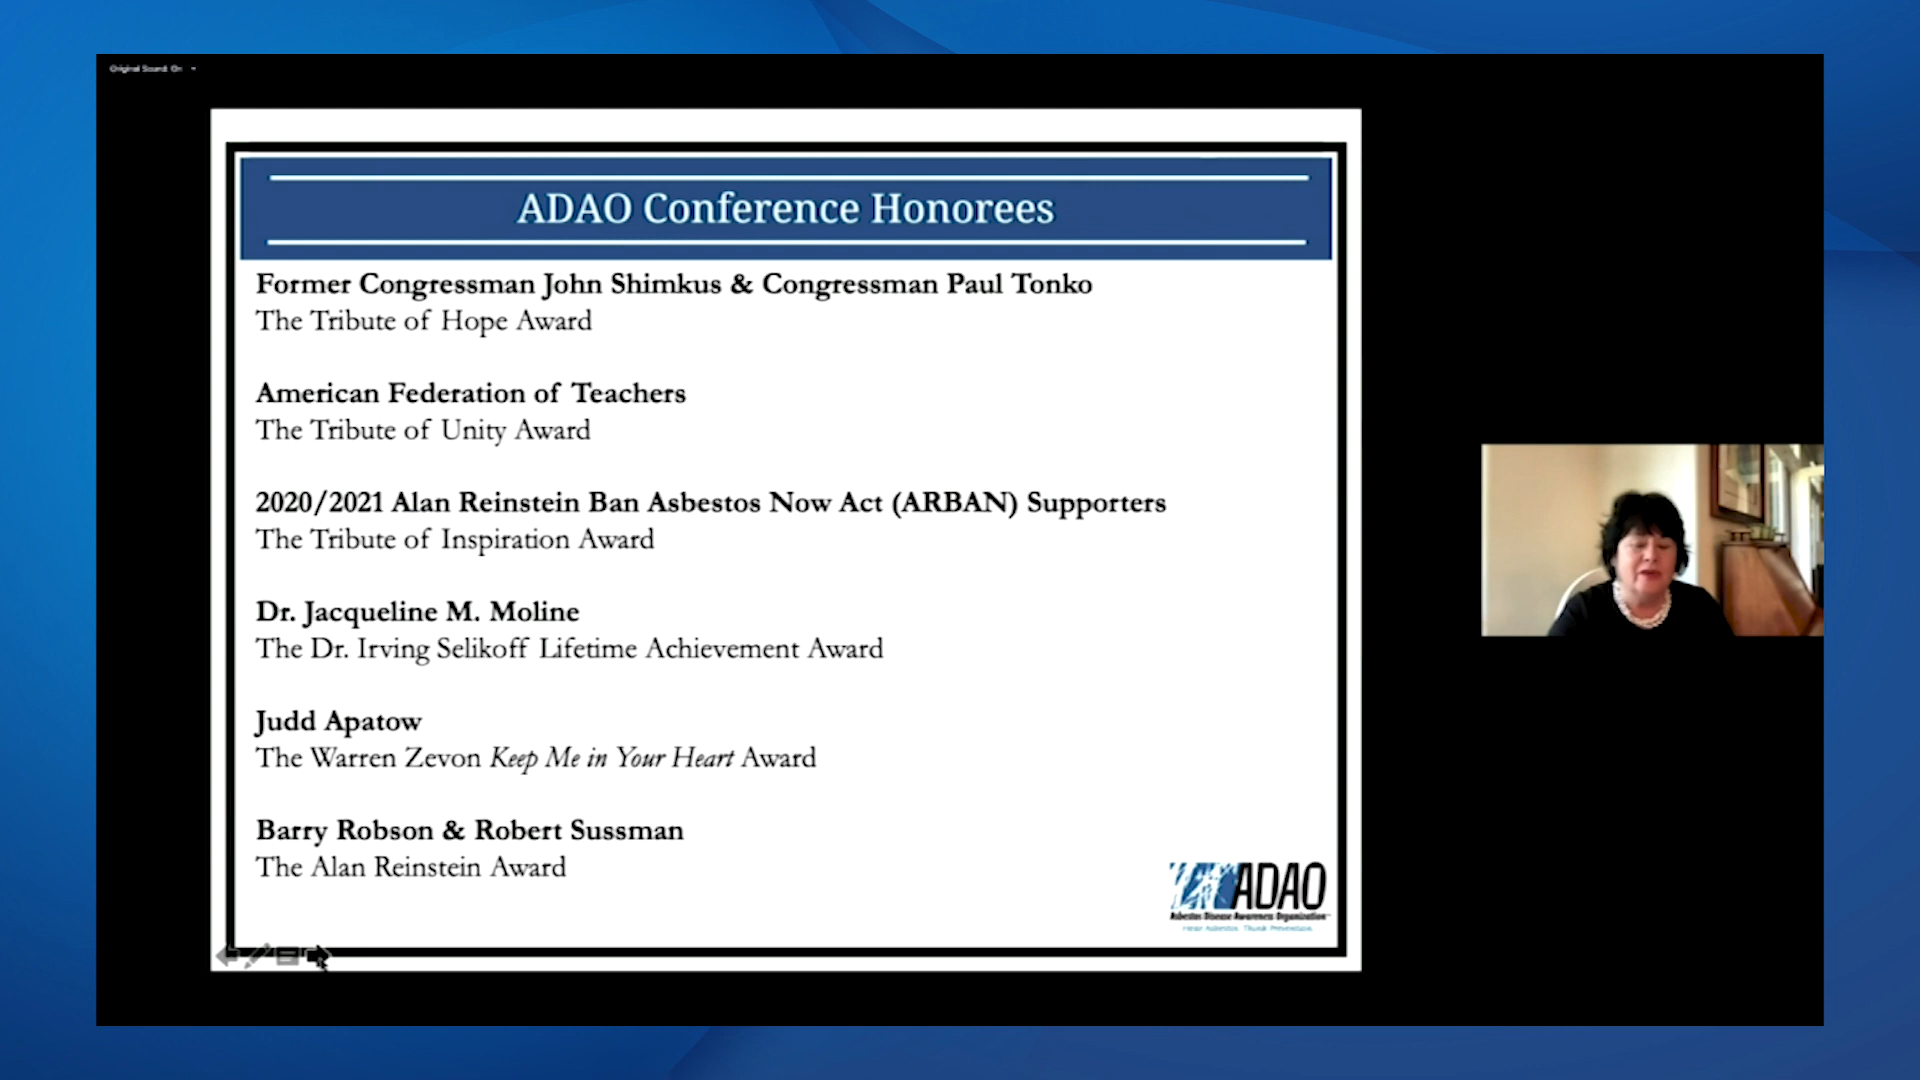 Original Sound: On
ADAO Conference Honorees
Former Congressman John Shimkus & Congressman Paul Tonko
The Tribute of Hope Award
American Federation of Teachers
The Tribute of Unity Award
2020/2021 Alan Reinstein Ban Asbestos Now Act (ARBAN) Supporters
The Tribute of Inspiration Award
Dr. Jacqueline M. Moline
The Dr. Irving Selikoff Lifetime Achievement Award
Judd Apatow
The Warren Zevon Keep Me in Your Heart Award
Barry Robson & Robert Sussman
The Alan Reinstein Award
ADAO
Asbestos Disease Awareness Organization
Hear Asbestos. Think Prevention.